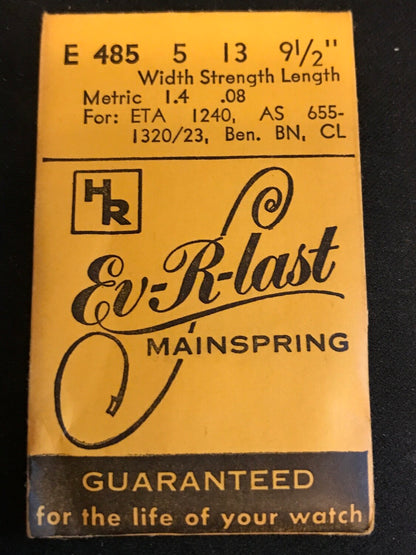 E 485 5 13 9½"
Width Strength Length
Metric 1.4 .08
For: ETA 1240, AS 655-
1320/23, Ben. BN, CL
HR
Ev-R-last
MAINSPRING
GUARANTEED
for the life of your watch